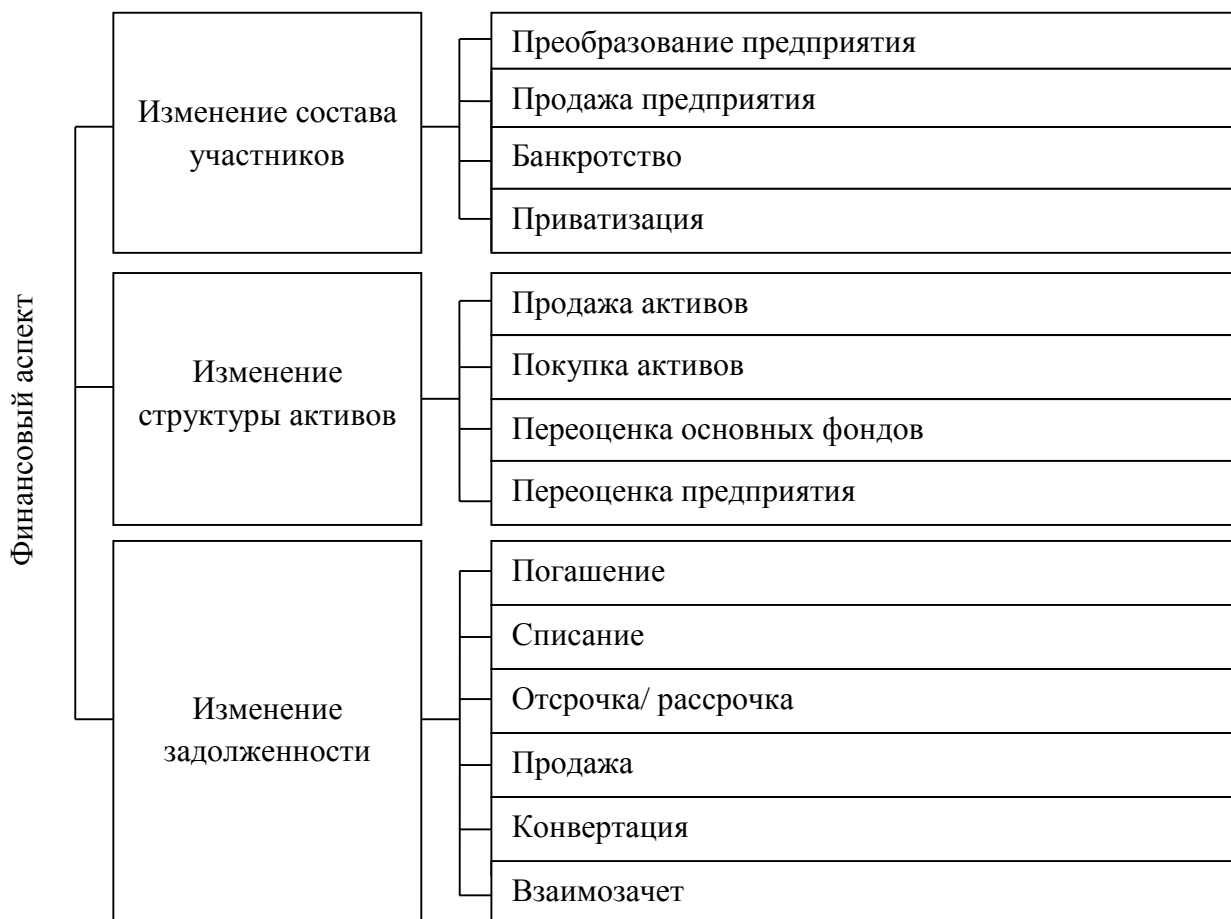 Финансовый аспект
Изменение состава
участников
Преобразование предприятия
Продажа предприятия
Банкротство
Приватизация
Изменение
структуры активов
Продажа активов
Покупка активов
Переоценка основных фондов
Переоценка предприятия
Изменение
задолженности
Погашение
Списание
Отсрочка/ рассрочка
Продажа
Конвертация
Взаимозачет